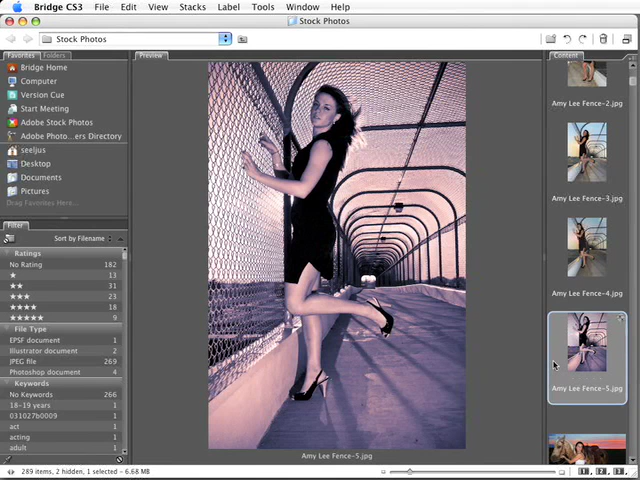 Bridge CS3 File Edit View Stacks Label Tools Window Help
Stock Photos
Stock Photos
Favorites Folders
Bridge Home
Computer
Version Cue
Start Meeting
Adobe Stock Photos
Adobe Photo...ers Directory
seeljus
Desktop
Documents
Pictures
Drag Favorites Here...
Filter
Sort by Filename
Ratings
No Rating 182
★ 13
★★ 31
★★★ 23
★★★★ 18
★★★★★ 9
File Type
EPSF document 1
Illustrator document 2
JPEG file 269
Photoshop document 4
Keywords
No Keywords 266
18-19 years 1
031027b0009 1
act 1
acting 1
adult 1
Preview
Amy Lee Fence-5.jpg
Content
Amy Lee Fence-2.jpg
Amy Lee Fence-3.jpg
Amy Lee Fence-4.jpg
Amy Lee Fence-5.jpg
289 items, 2 hidden, 1 selected - 6.68 MB
1 2 3